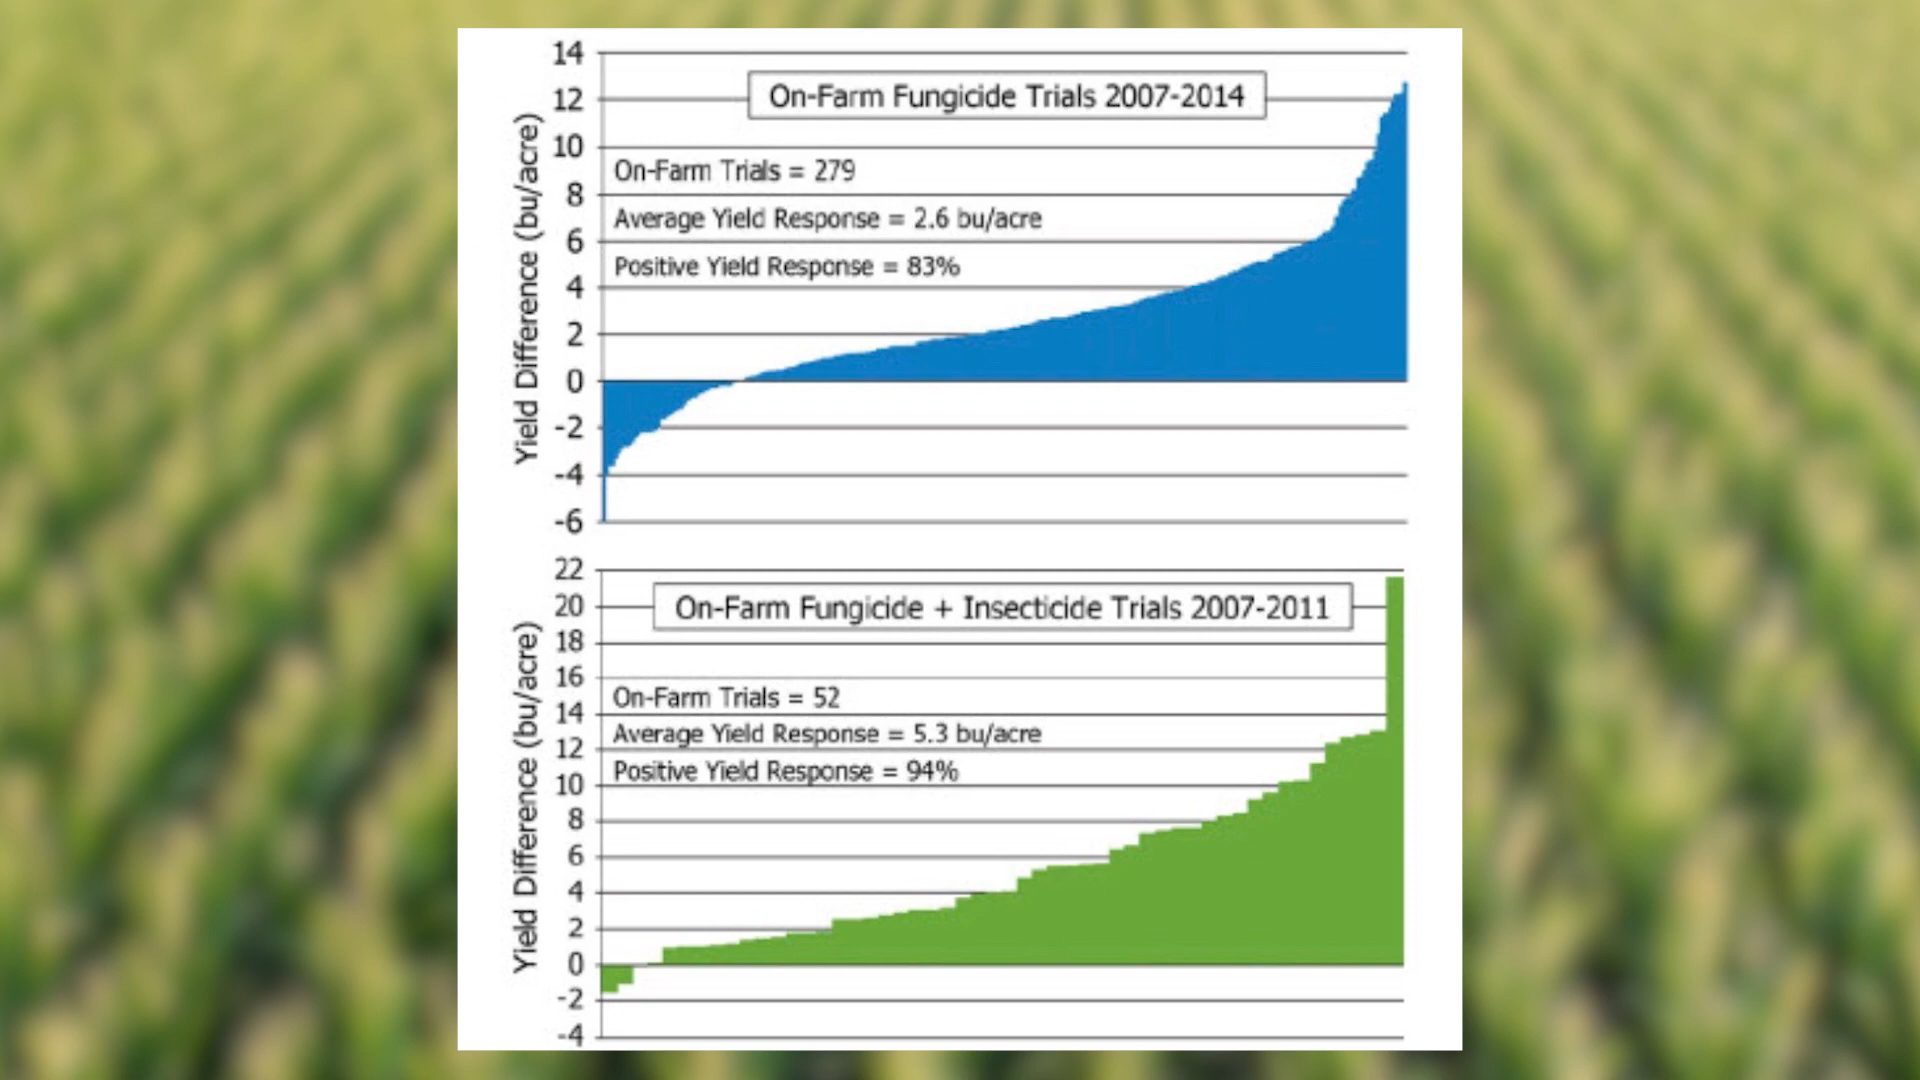 14
On-Farm Fungicide Trials 2007-2014
12
10
On-Farm Trials = 279
8
Average Yield Response = 2.6 bu/acre
6
Positive Yield Response = 83%
4
2
0
-2
-4
-6
Yield Difference (bu/acre)
22
On-Farm Fungicide + Insecticide Trials 2007-2011
20
18
16
On-Farm Trials = 52
14
Average Yield Response = 5.3 bu/acre
12
Positive Yield Response = 94%
10
8
6
4
2
0
-2
-4
Yield Difference (bu/acre)